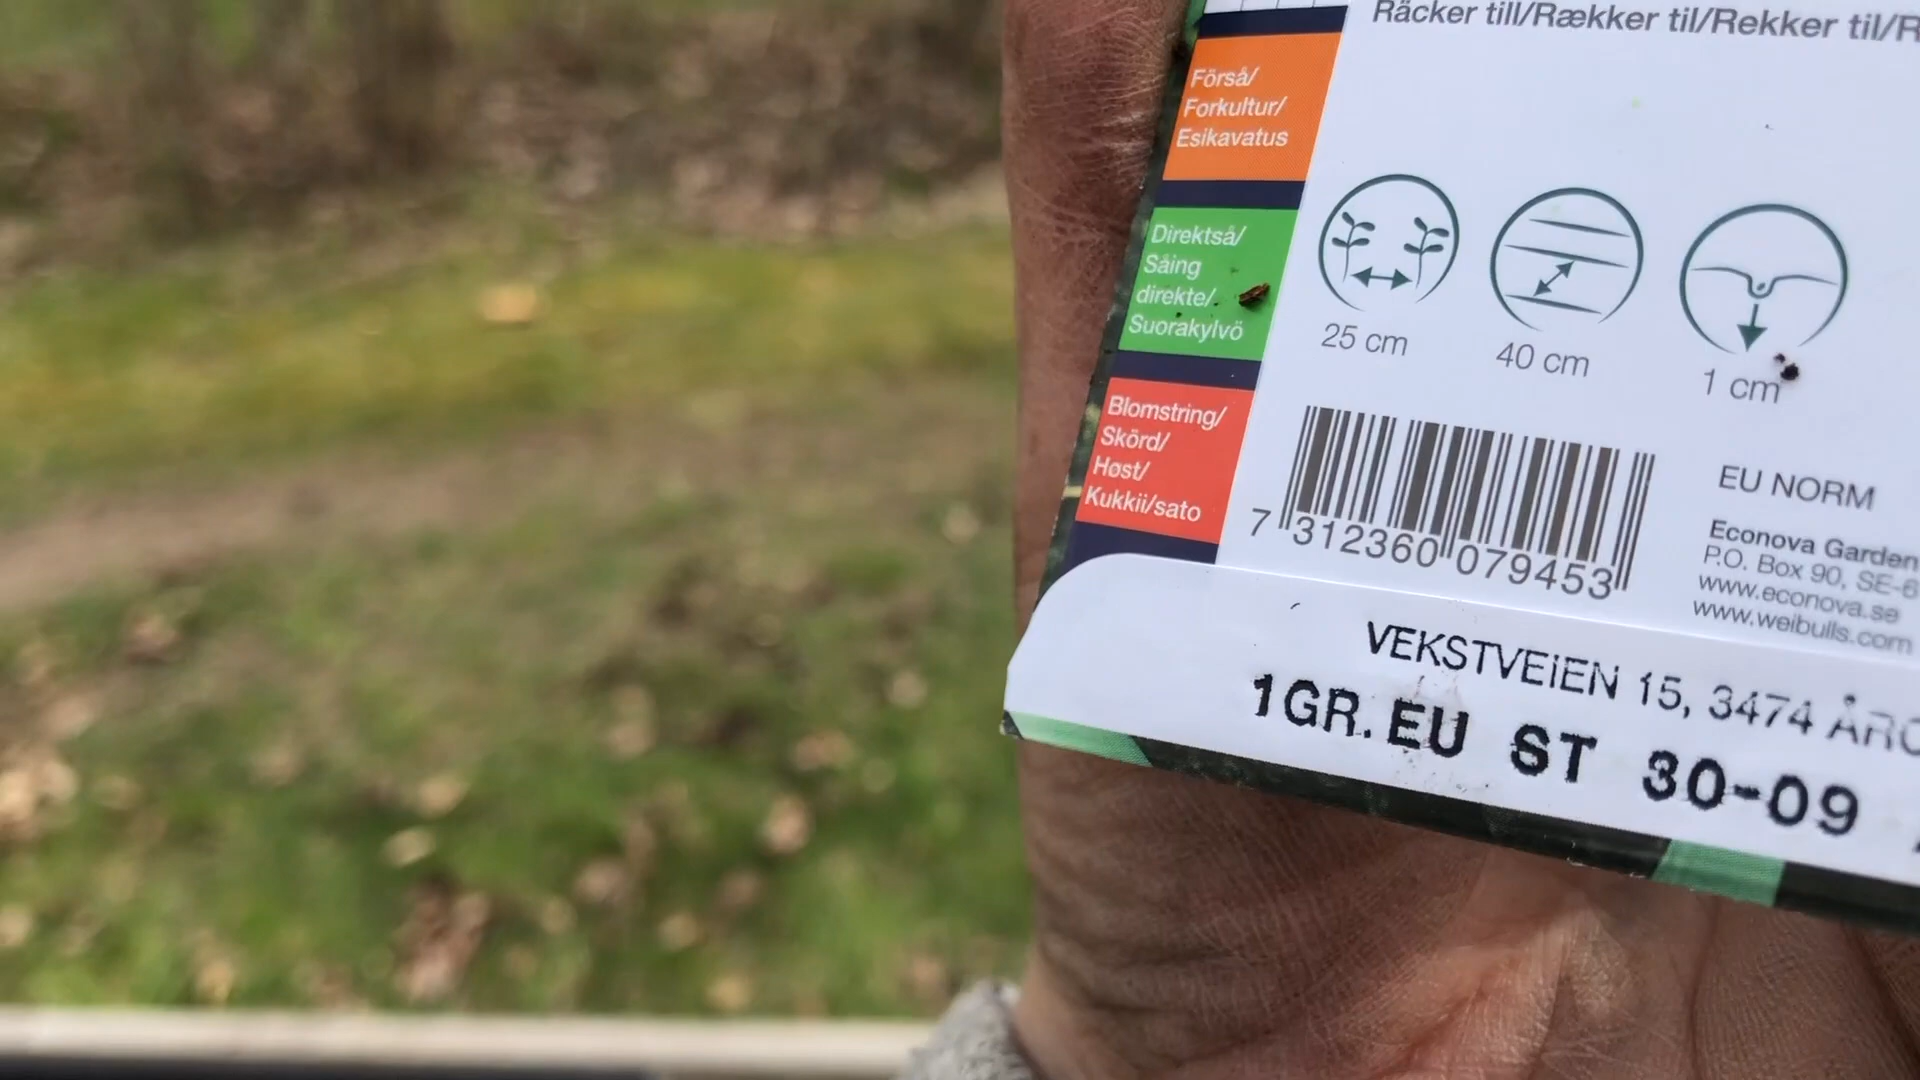 Räcker till/Rækker til/Rekker til/R
Förså/
Forkultur/
Esikavatus
Direktså/
Såing
direkte/
Suorakylvö
Blomstring/
Skörd/
Høst/
Kukkii/sato
25 cm
40 cm
1 cm
7 312360 079453
EU NORM
Econova Garden
P.O. Box 90, SE-6
www.econova.se
www.weibulls.com
VEKSTVEiEN 15, 3474 ÅRO
1GR. EU ST 30-09